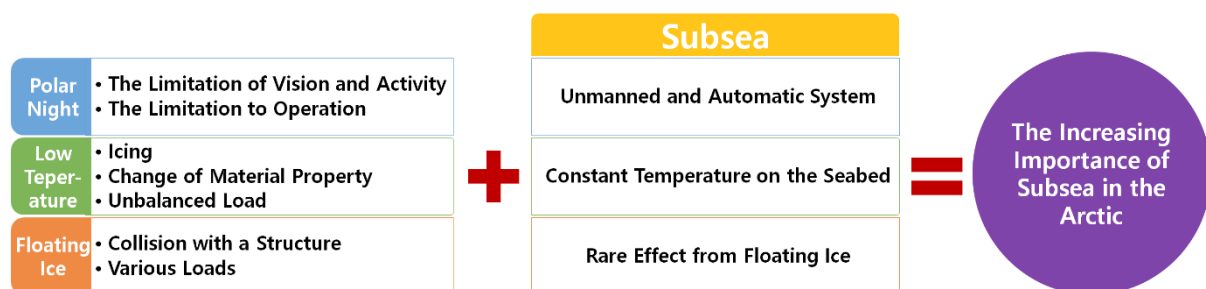 Subsea
Polar
Night
• The Limitation of Vision and Activity
• The Limitation to Operation
Unmanned and Automatic System
Low
Teper-
ature
• Icing
• Change of Material Property
• Unbalanced Load
+
Constant Temperature on the Seabed
=
The Increasing
Importance of
Subsea in the
Arctic
Floating
Ice
• Collision with a Structure
• Various Loads
Rare Effect from Floating Ice